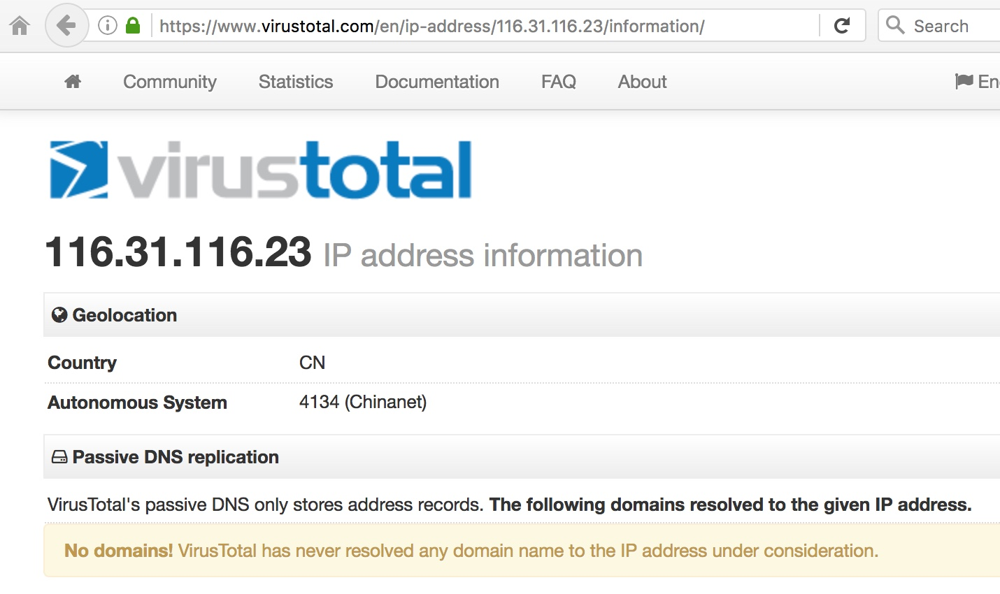 https://www.virustotal.com/en/ip-address/116.31.116.23/information/ Search
Community Statistics Documentation FAQ About En
virustotal
116.31.116.23 IP address information
Geolocation
Country CN
Autonomous System 4134 (Chinanet)
Passive DNS replication
VirusTotal's passive DNS only stores address records. The following domains resolved to the given IP address.
No domains! VirusTotal has never resolved any domain name to the IP address under consideration.